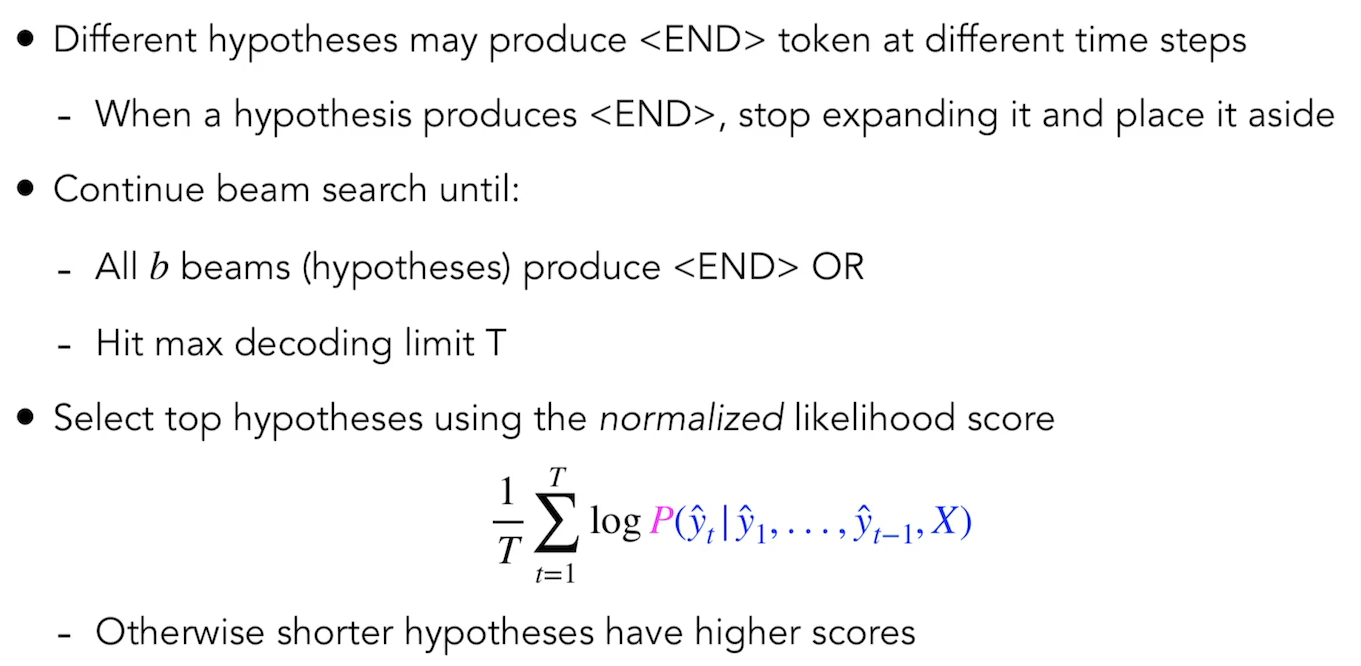 • Different hypotheses may produce <END> token at different time steps
- When a hypothesis produces <END>, stop expanding it and place it aside
• Continue beam search until:
- All b beams (hypotheses) produce <END> OR
- Hit max decoding limit T
• Select top hypotheses using the normalized likelihood score
$\frac{1}{T} \sum_{t=1}^{T} \log P(\hat{y}_t | \hat{y}_1, \ldots, \hat{y}_{t-1}, X)$
- Otherwise shorter hypotheses have higher scores